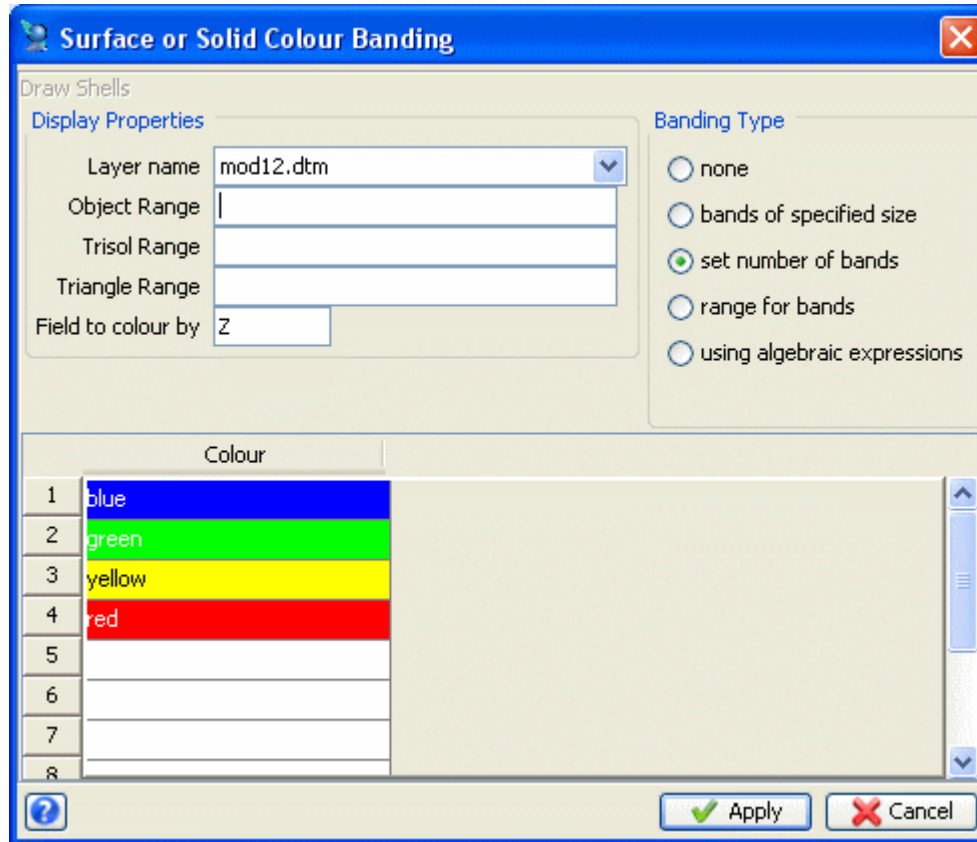 Surface or Solid Colour Banding
Draw Shells
Display Properties
Layer name mod12.dtm
Object Range
Trisol Range
Triangle Range
Field to colour by Z
Banding Type
none
bands of specified size
set number of bands
range for bands
using algebraic expressions
Colour
1 blue
2 green
3 yellow
4 red
5
6
7
8
? Apply Cancel